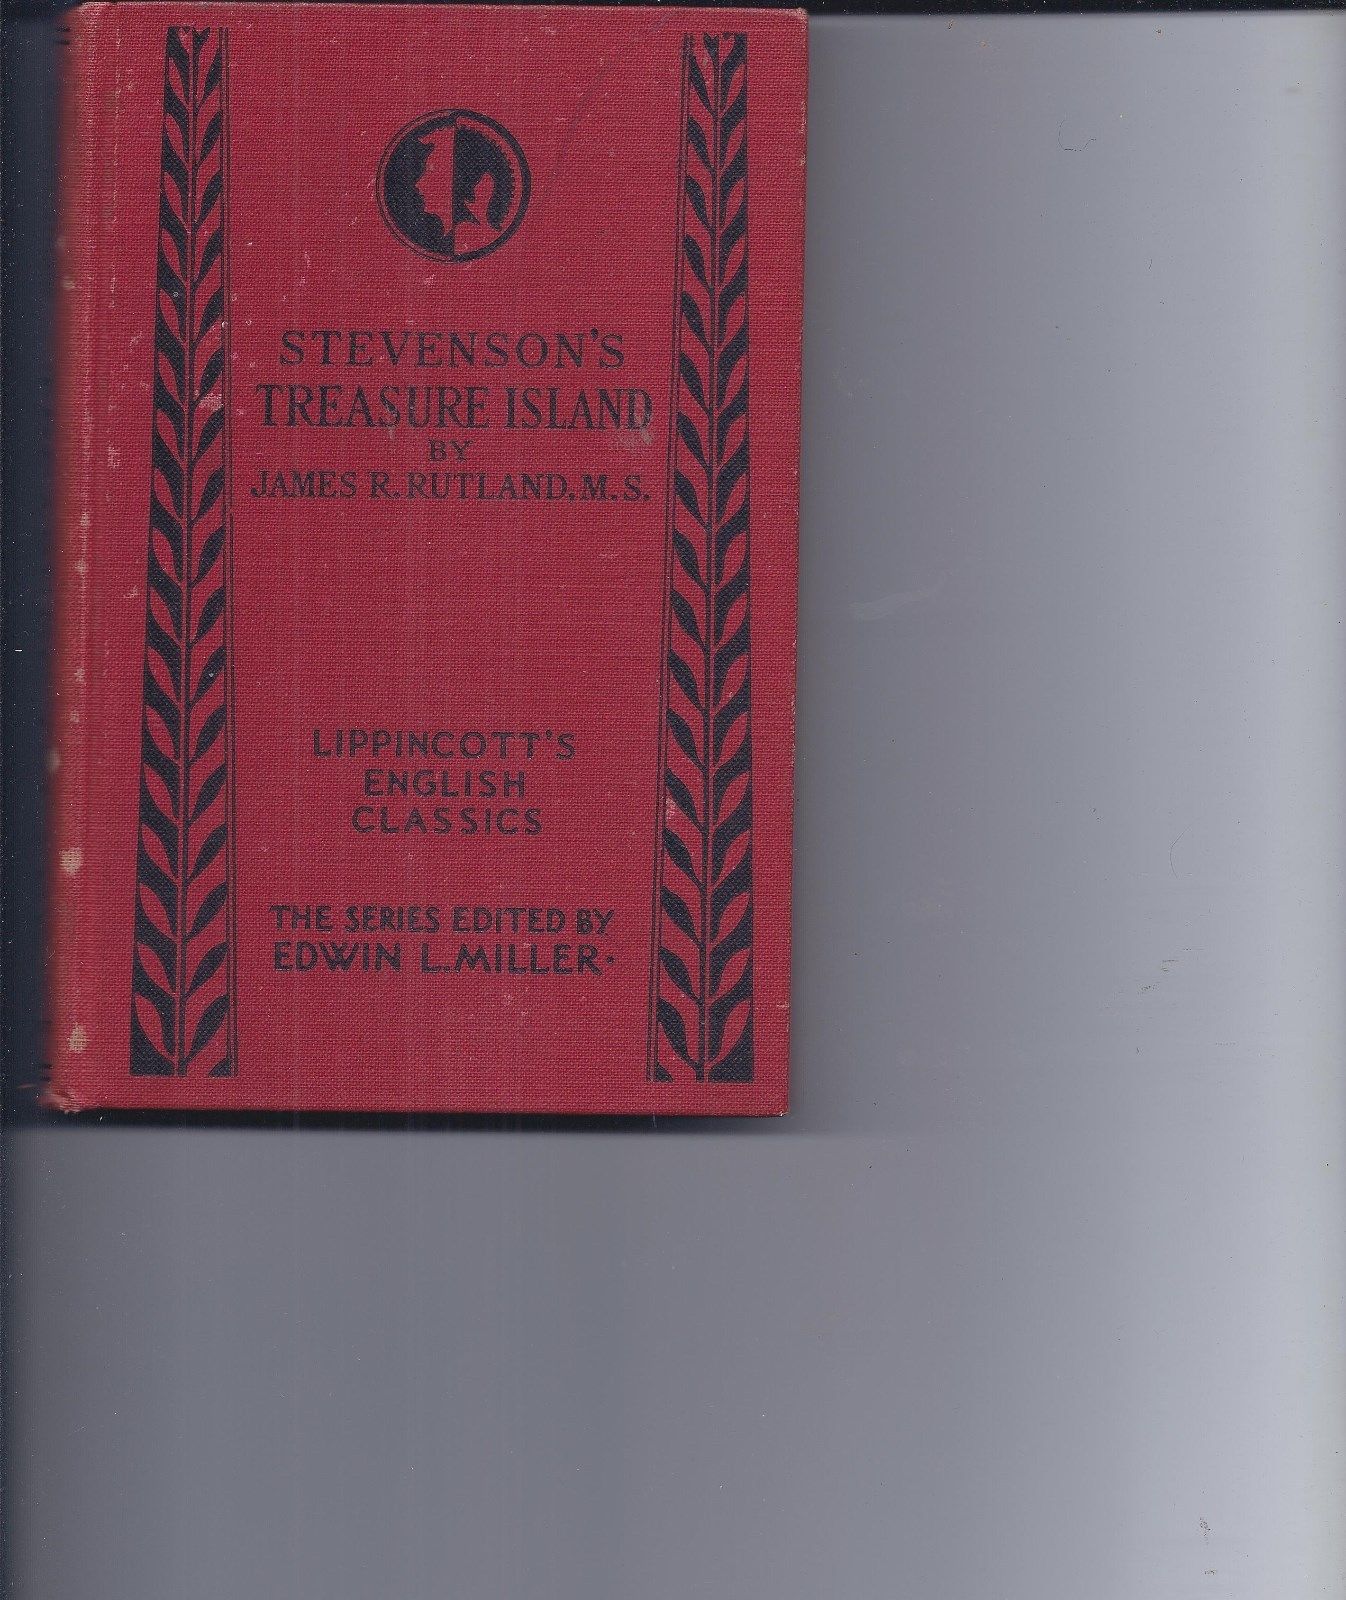 STEVENSON'S
TREASURE ISLAND
BY
JAMES R. RUTLAND, M.S.
LIPPINCOTT'S
ENGLISH
CLASSICS
THE SERIES EDITED BY
EDWIN L. MILLER·